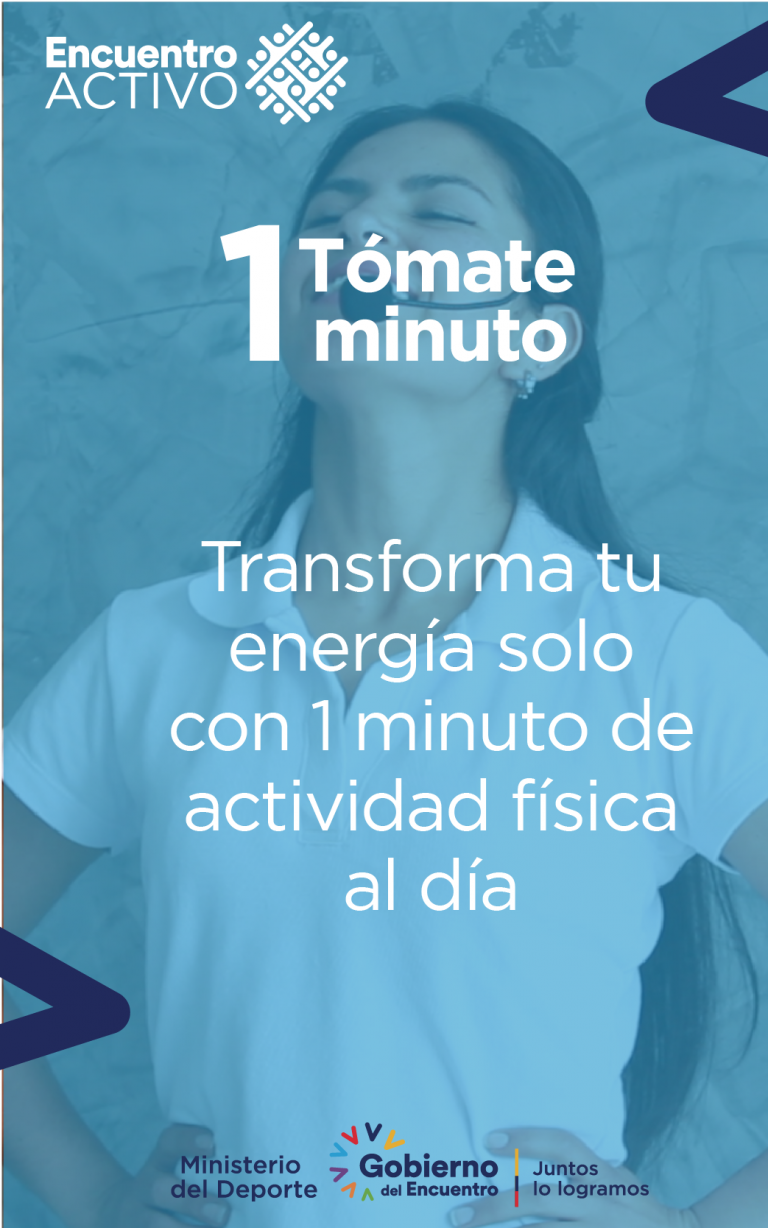 Encuentro
ACTIVO
1 Tómate
minuto
Transforma tu
energía solo
con 1 minuto de
actividad física
al día
Ministerio
del Deporte
Gobierno
del Encuentro
Juntos
lo logramos